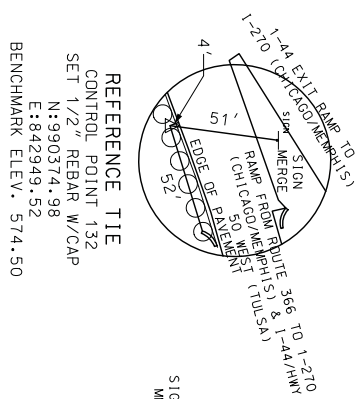 I-44 EXIT RAMP TO
I-270 (CHICAGO/MEMPHIS)
SIGN
MERGE
SIGN
51'
4'
RAMP FROM ROUTE 366 TO I-270
(CHICAGO/MEMPHIS) & I-44/HWY
50 WEST (TULSA)
EDGE OF PAVEMENT
52'
REFERENCE TIE
CONTROL POINT 132
SET 1/2" REBAR W/CAP
N:990374.98
E:842949.52
BENCHMARK ELEV. 574.50